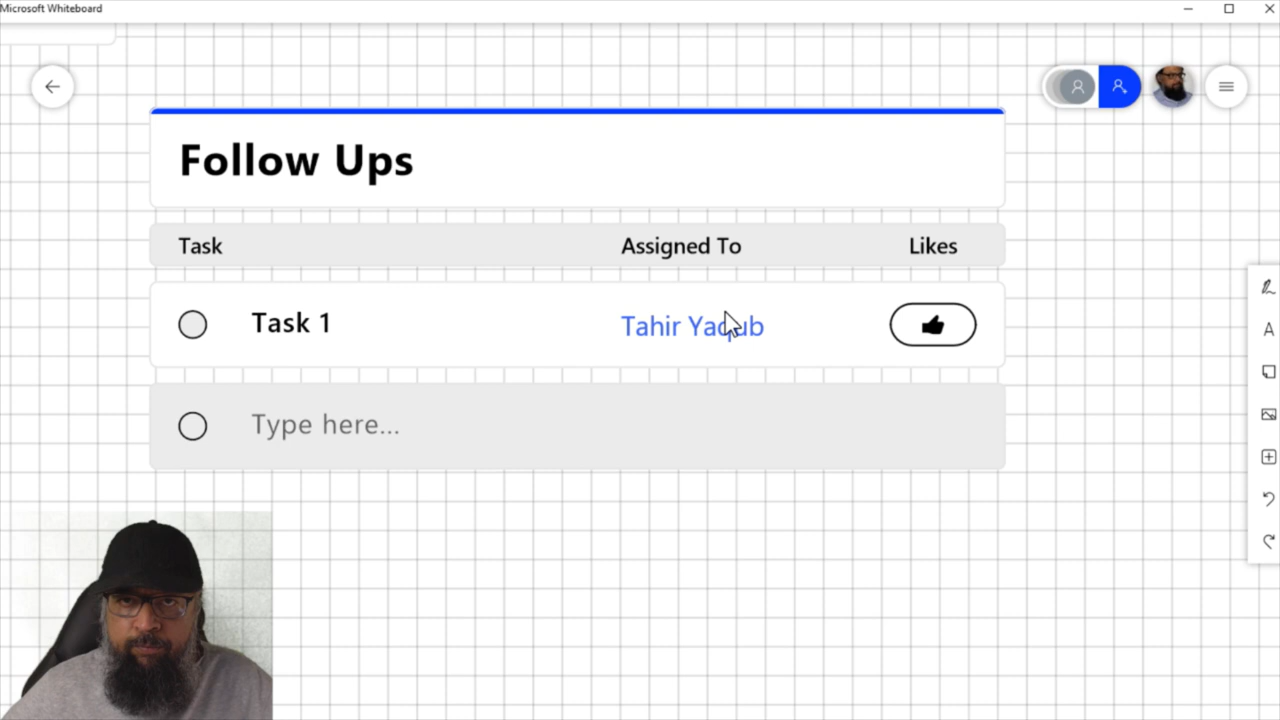 Microsoft Whiteboard
Follow Ups
Task Assigned To Likes
Task 1 Tahir Yaqub
Type here...